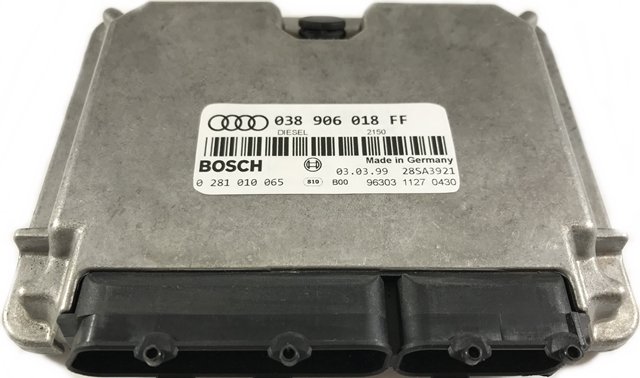 038 906 018 FF
DIESEL 2150
BOSCH Made in Germany
03.03.99 28SA3921
0 281 010 065 810 B00 96303 1127 0430